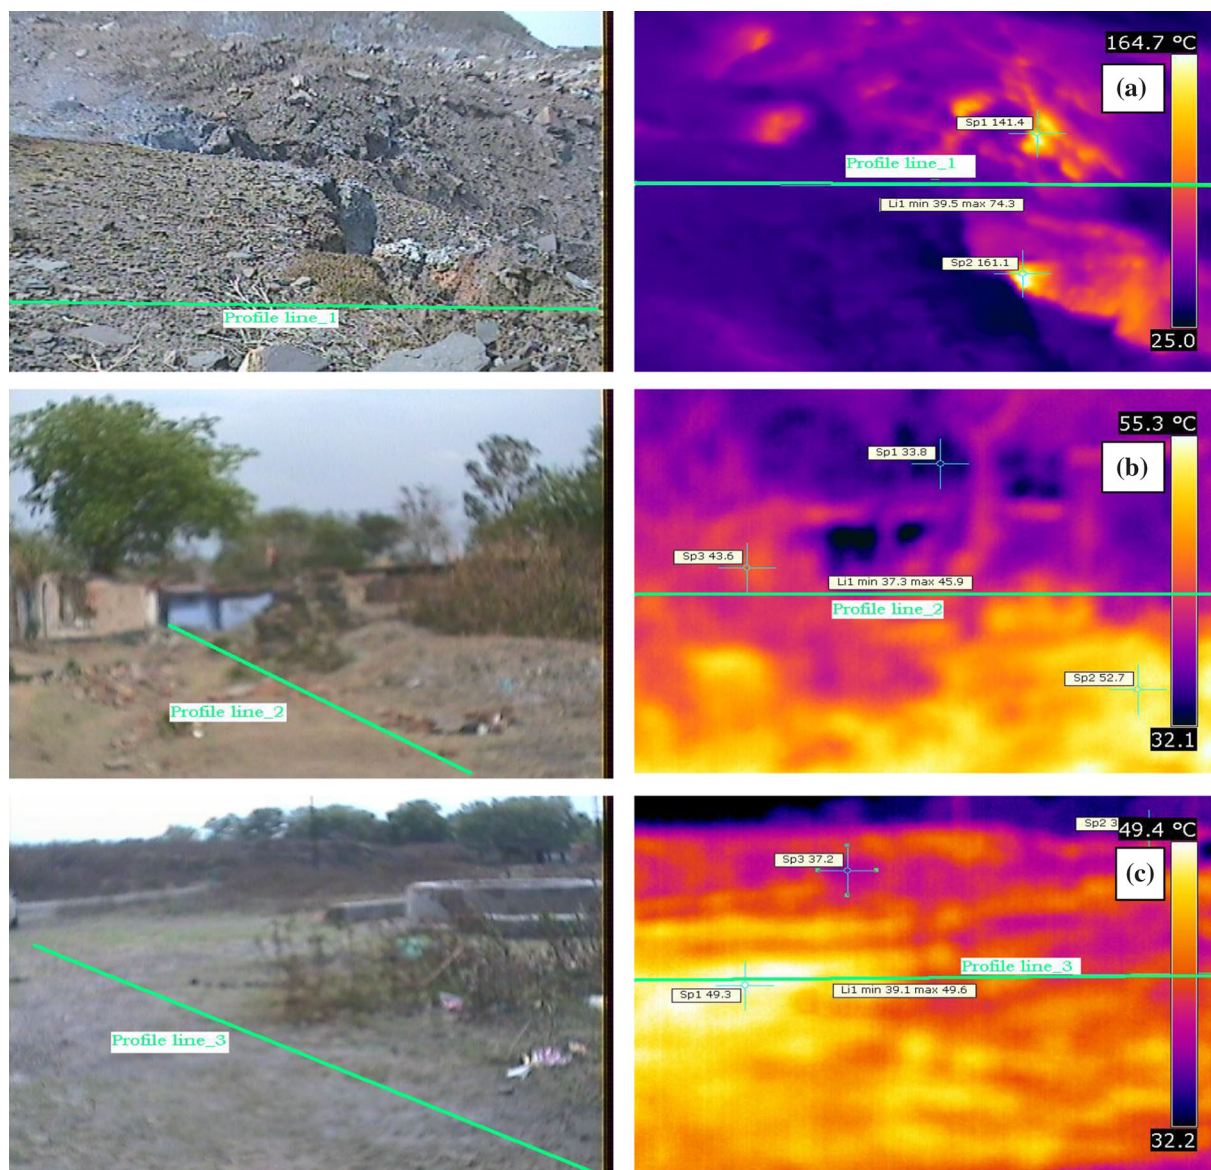 Profile line_1
164.7 °C
(a)
Sp1 141.4
Profile line_1
Li1 min 39.5 max 74.3
Sp2 161.1
25.0
Profile line_2
55.3 °C
(b)
Sp1 33.8
Sp3 43.6
Li1 min 37.3 max 45.9
Profile line_2
Sp2 52.7
32.1
Profile line_3
Sp2 3
49.4 °C
(c)
Sp3 37.2
Profile line_3
Sp1 49.3
Li1 min 39.1 max 49.6
32.2